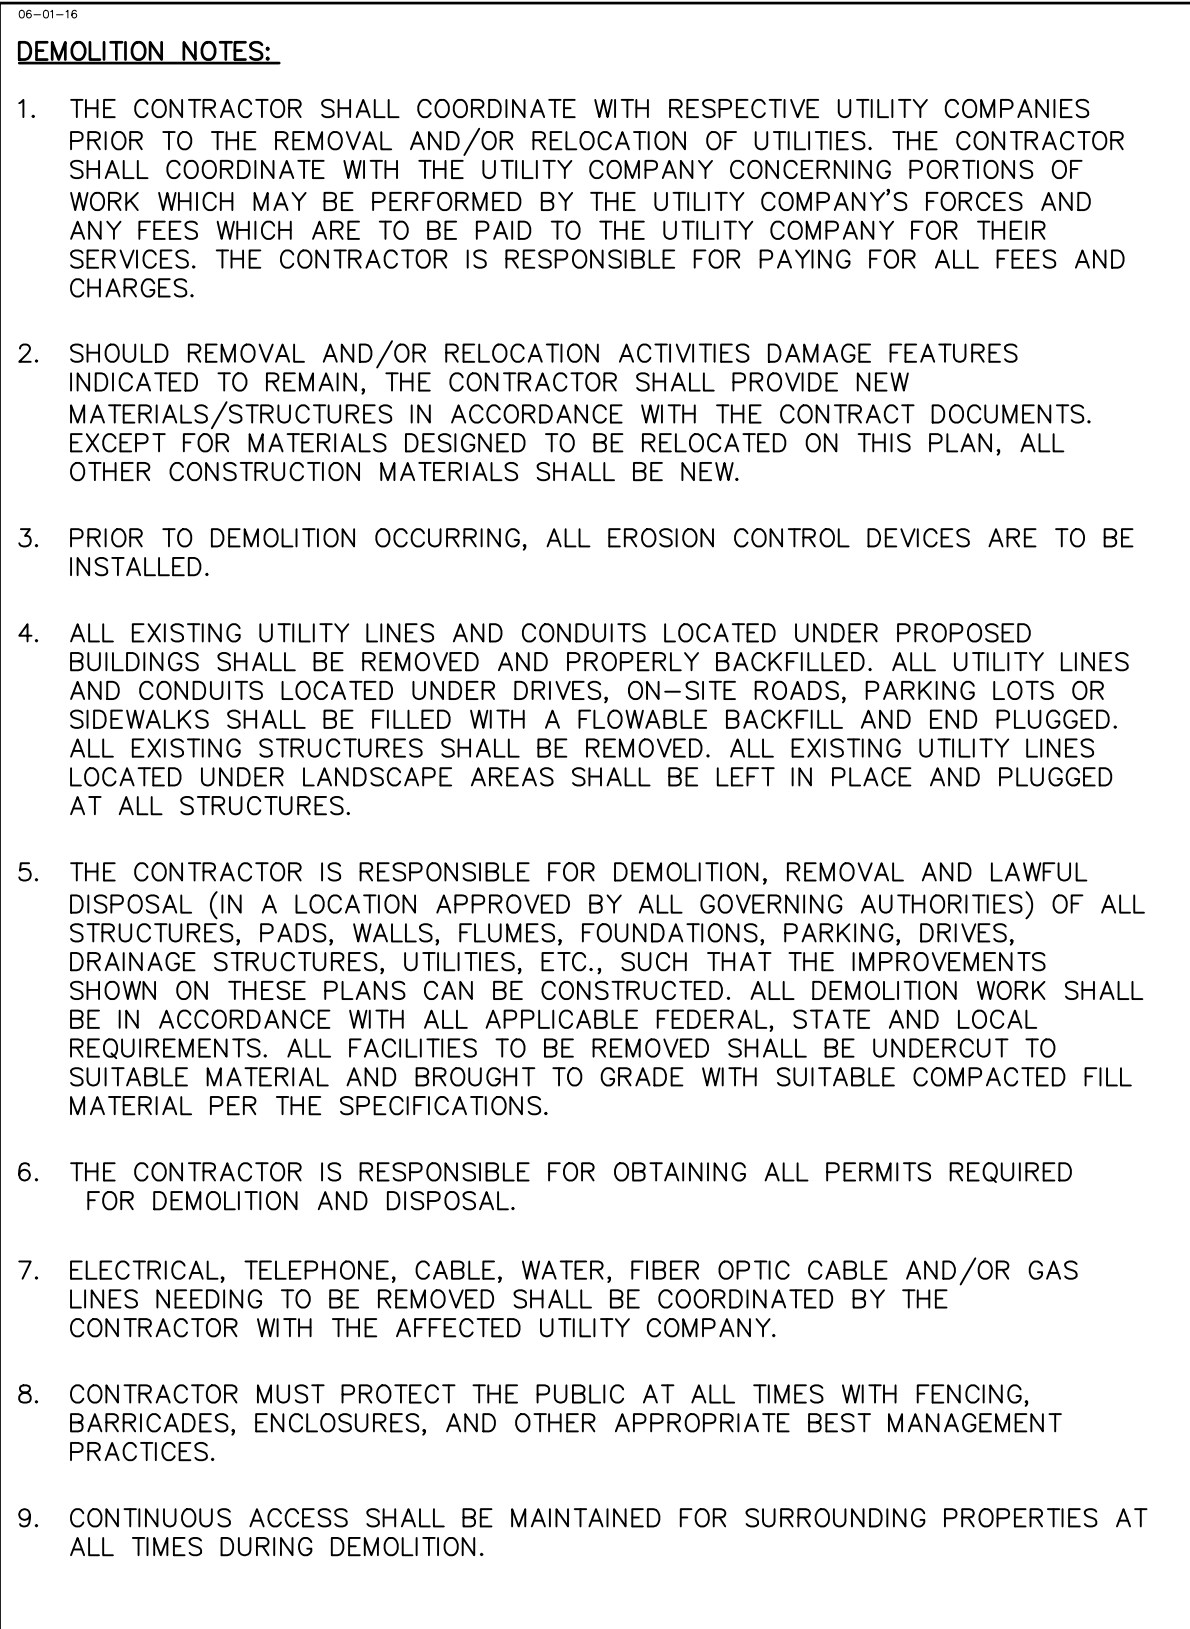 06-01-16
DEMOLITION NOTES:
1. THE CONTRACTOR SHALL COORDINATE WITH RESPECTIVE UTILITY COMPANIES
PRIOR TO THE REMOVAL AND/OR RELOCATION OF UTILITIES. THE CONTRACTOR
SHALL COORDINATE WITH THE UTILITY COMPANY CONCERNING PORTIONS OF
WORK WHICH MAY BE PERFORMED BY THE UTILITY COMPANY'S FORCES AND
ANY FEES WHICH ARE TO BE PAID TO THE UTILITY COMPANY FOR THEIR
SERVICES. THE CONTRACTOR IS RESPONSIBLE FOR PAYING FOR ALL FEES AND
CHARGES.
2. SHOULD REMOVAL AND/OR RELOCATION ACTIVITIES DAMAGE FEATURES
INDICATED TO REMAIN, THE CONTRACTOR SHALL PROVIDE NEW
MATERIALS/STRUCTURES IN ACCORDANCE WITH THE CONTRACT DOCUMENTS.
EXCEPT FOR MATERIALS DESIGNED TO BE RELOCATED ON THIS PLAN, ALL
OTHER CONSTRUCTION MATERIALS SHALL BE NEW.
3. PRIOR TO DEMOLITION OCCURRING, ALL EROSION CONTROL DEVICES ARE TO BE
INSTALLED.
4. ALL EXISTING UTILITY LINES AND CONDUITS LOCATED UNDER PROPOSED
BUILDINGS SHALL BE REMOVED AND PROPERLY BACKFILLED. ALL UTILITY LINES
AND CONDUITS LOCATED UNDER DRIVES, ON-SITE ROADS, PARKING LOTS OR
SIDEWALKS SHALL BE FILLED WITH A FLOWABLE BACKFILL AND END PLUGGED.
ALL EXISTING STRUCTURES SHALL BE REMOVED. ALL EXISTING UTILITY LINES
LOCATED UNDER LANDSCAPE AREAS SHALL BE LEFT IN PLACE AND PLUGGED
AT ALL STRUCTURES.
5. THE CONTRACTOR IS RESPONSIBLE FOR DEMOLITION, REMOVAL AND LAWFUL
DISPOSAL (IN A LOCATION APPROVED BY ALL GOVERNING AUTHORITIES) OF ALL
STRUCTURES, PADS, WALLS, FLUMES, FOUNDATIONS, PARKING, DRIVES,
DRAINAGE STRUCTURES, UTILITIES, ETC., SUCH THAT THE IMPROVEMENTS
SHOWN ON THESE PLANS CAN BE CONSTRUCTED. ALL DEMOLITION WORK SHALL
BE IN ACCORDANCE WITH ALL APPLICABLE FEDERAL, STATE AND LOCAL
REQUIREMENTS. ALL FACILITIES TO BE REMOVED SHALL BE UNDERCUT TO
SUITABLE MATERIAL AND BROUGHT TO GRADE WITH SUITABLE COMPACTED FILL
MATERIAL PER THE SPECIFICATIONS.
6. THE CONTRACTOR IS RESPONSIBLE FOR OBTAINING ALL PERMITS REQUIRED
FOR DEMOLITION AND DISPOSAL.
7. ELECTRICAL, TELEPHONE, CABLE, WATER, FIBER OPTIC CABLE AND/OR GAS
LINES NEEDING TO BE REMOVED SHALL BE COORDINATED BY THE
CONTRACTOR WITH THE AFFECTED UTILITY COMPANY.
8. CONTRACTOR MUST PROTECT THE PUBLIC AT ALL TIMES WITH FENCING,
BARRICADES, ENCLOSURES, AND OTHER APPROPRIATE BEST MANAGEMENT
PRACTICES.
9. CONTINUOUS ACCESS SHALL BE MAINTAINED FOR SURROUNDING PROPERTIES AT
ALL TIMES DURING DEMOLITION.